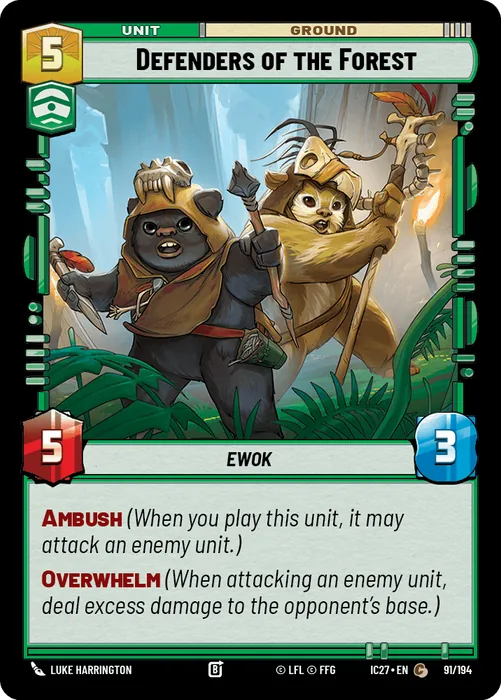 5
UNIT
GROUND
DEFENDERS OF THE FOREST
5
3
EWOK
AMBUSH (When you play this unit, it may
attack an enemy unit.)
OVERWHELM (When attacking an enemy unit,
deal excess damage to the opponent's base.)
LUKE HARRINGTON
B
© LFL © FFG
IC27 • EN
C
91/194